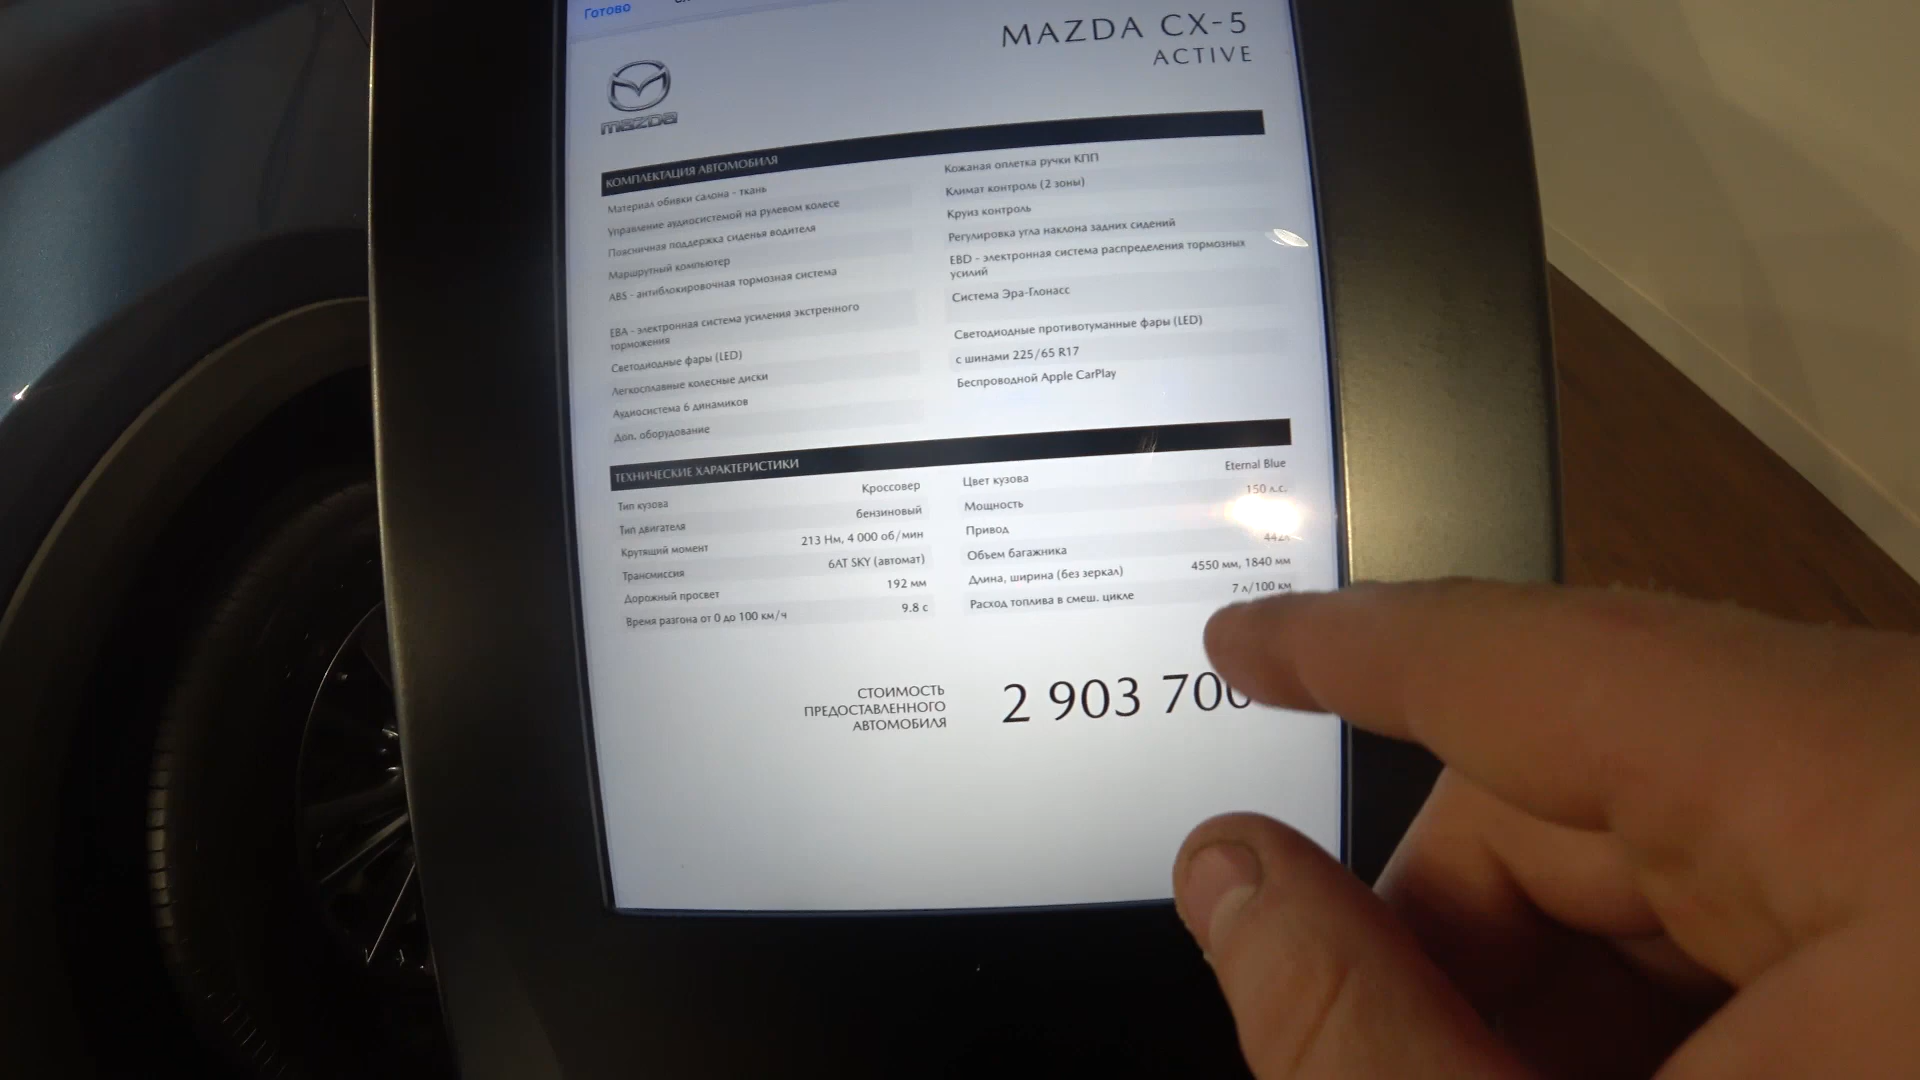 Готово
MAZDA CX-5
ACTIVE
mazda
КОМПЛЕКТАЦИЯ АВТОМОБИЛЯ
Материал обивки салона - ткань
Управление аудиосистемой на рулевом колесе
Поясничная поддержка сиденья водителя
Маршрутный компьютер
ABS - антиблокировочная тормозная система
EBA - электронная система усиления экстренного
торможения
Светодиодные фары (LED)
Легкосплавные колесные диски
Аудиосистема 6 динамиков
Доп. оборудование
Кожаная оплетка ручки КПП
Климат контроль (2 зоны)
Круиз контроль
Регулировка угла наклона задних сидений
EBD - электронная система распределения тормозных
усилий
Система Эра-Глонасс
Светодиодные противотуманные фары (LED)
с шинами 225/65 R17
Беспроводной Apple CarPlay
ТЕХНИЧЕСКИЕ ХАРАКТЕРИСТИКИ
Тип кузова Кроссовер
Тип двигателя бензиновый
Крутящий момент 213 Нм, 4 000 об/мин
Трансмиссия 6AT SKY (автомат)
Дорожный просвет 192 мм
Время разгона от 0 до 100 км/ч 9.8 с
Цвет кузова Eternal Blue
Мощность 150 л.с.
Привод
Объем багажника 442л
Длина, ширина (без зеркал) 4550 мм, 1840 мм
Расход топлива в смеш. цикле 7 л/100 км
СТОИМОСТЬ
ПРЕДОСТАВЛЕННОГО
АВТОМОБИЛЯ
2 903 700